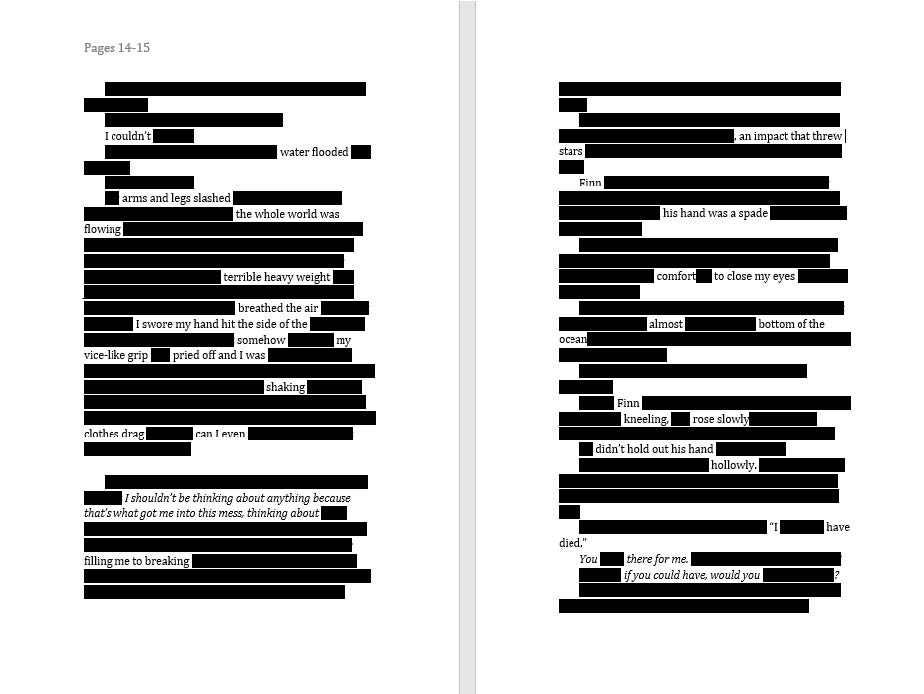 Pages 14-15
I couldn't
water flooded
arms and legs slashed
the whole world was
flowing
terrible heavy weight
breathed the air
I swore my hand hit the side of the
somehow my
vice-like grip pried off and I was
shaking
clothes drag can I even
I shouldn't be thinking about anything because
that's what got me into this mess, thinking about
filling me to breaking
, an impact that threw
stars
Finn
his hand was a spade
comfort to close my eyes
almost bottom of the
ocean
Finn
kneeling, rose slowly
didn't hold out his hand
hollowly.
"I have
died."
You there for me.
if you could have, would you ?